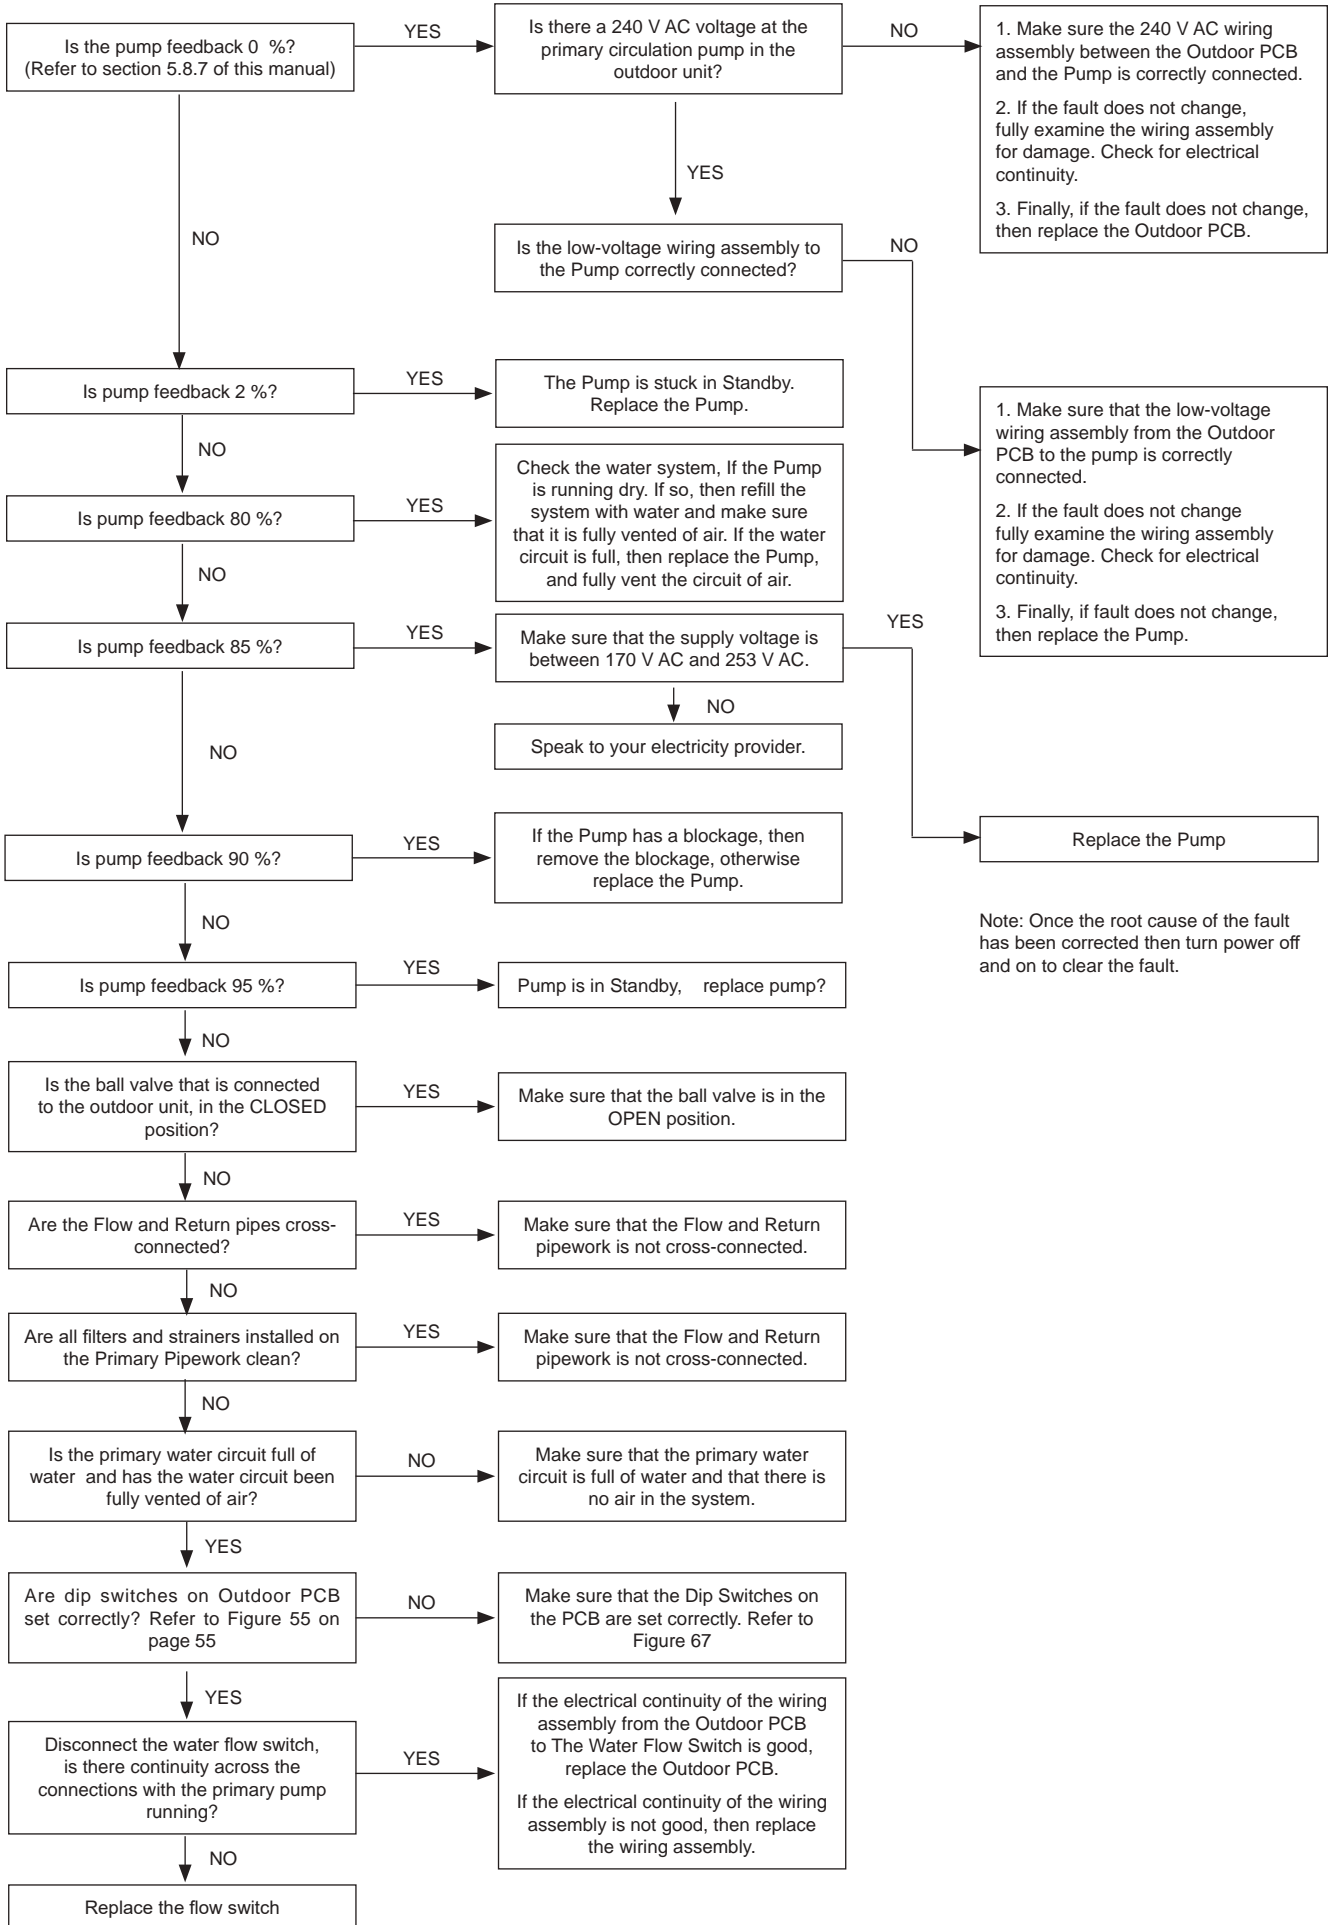 Is the pump feedback 0 %?
(Refer to section 5.8.7 of this manual)
YES
Is there a 240 V AC voltage at the
primary circulation pump in the
outdoor unit?
NO
1. Make sure the 240 V AC wiring
assembly between the Outdoor PCB
and the Pump is correctly connected.
2. If the fault does not change,
fully examine the wiring assembly
for damage. Check for electrical
continuity.
3. Finally, if the fault does not change,
then replace the Outdoor PCB.
YES
NO
Is the low-voltage wiring assembly to
the Pump correctly connected?
NO
1. Make sure that the low-voltage
wiring assembly from the Outdoor
PCB to the pump is correctly
connected.
2. If the fault does not change
fully examine the wiring assembly
for damage. Check for electrical
continuity.
3. Finally, if fault does not change,
then replace the Pump.
Is pump feedback 2 %?
YES
The Pump is stuck in Standby.
Replace the Pump.
NO
Is pump feedback 80 %?
YES
Check the water system, If the Pump
is running dry. If so, then refill the
system with water and make sure
that it is fully vented of air. If the water
circuit is full, then replace the Pump,
and fully vent the circuit of air.
NO
Is pump feedback 85 %?
YES
Make sure that the supply voltage is
between 170 V AC and 253 V AC.
YES
NO
Speak to your electricity provider.
NO
Replace the Pump
Is pump feedback 90 %?
YES
If the Pump has a blockage, then
remove the blockage, otherwise
replace the Pump.
NO
Note: Once the root cause of the fault
has been corrected then turn power off
and on to clear the fault.
Is pump feedback 95 %?
YES
Pump is in Standby, replace pump?
NO
Is the ball valve that is connected
to the outdoor unit, in the CLOSED
position?
YES
Make sure that the ball valve is in the
OPEN position.
NO
Are the Flow and Return pipes cross-
connected?
YES
Make sure that the Flow and Return
pipework is not cross-connected.
NO
Are all filters and strainers installed on
the Primary Pipework clean?
YES
Make sure that the Flow and Return
pipework is not cross-connected.
NO
Is the primary water circuit full of
water and has the water circuit been
fully vented of air?
NO
Make sure that the primary water
circuit is full of water and that there is
no air in the system.
YES
Are dip switches on Outdoor PCB
set correctly? Refer to Figure 55 on
page 55
NO
Make sure that the Dip Switches on
the PCB are set correctly. Refer to
Figure 67
YES
Disconnect the water flow switch,
is there continuity across the
connections with the primary pump
running?
YES
If the electrical continuity of the wiring
assembly from the Outdoor PCB
to The Water Flow Switch is good,
replace the Outdoor PCB.
If the electrical continuity of the wiring
assembly is not good, then replace
the wiring assembly.
NO
Replace the flow switch